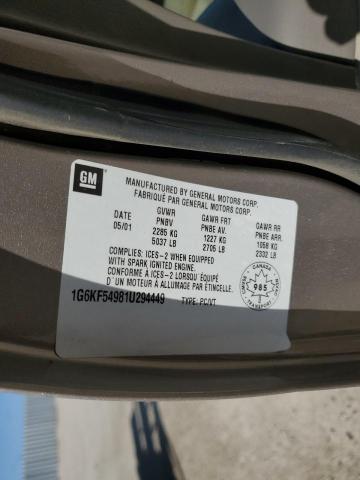 GM
MANUFACTURED BY GENERAL MOTORS CORP.
FABRIQUÉ PAR GENERAL MOTORS CORP.
DATE GVWR GAWR FRT GAWR RR
05/01 PNBV PNBE AV. PNBE ARR.
2285 KG 1227 KG 1058 KG
5037 LB 2705 LB 2332 LB
COMPLIES: ICES-2 WHEN EQUIPPED
WITH SPARK IGNITED ENGINE.
CONFORME À ICES-2 LORSQU ÉQUIPÉ
D'UN MOTEUR À ALLUMAGE PAR ÉTINCELLE.
1G6KF54981U294449 TYPE: PC/VT
CANADA
985
TRANSPORT